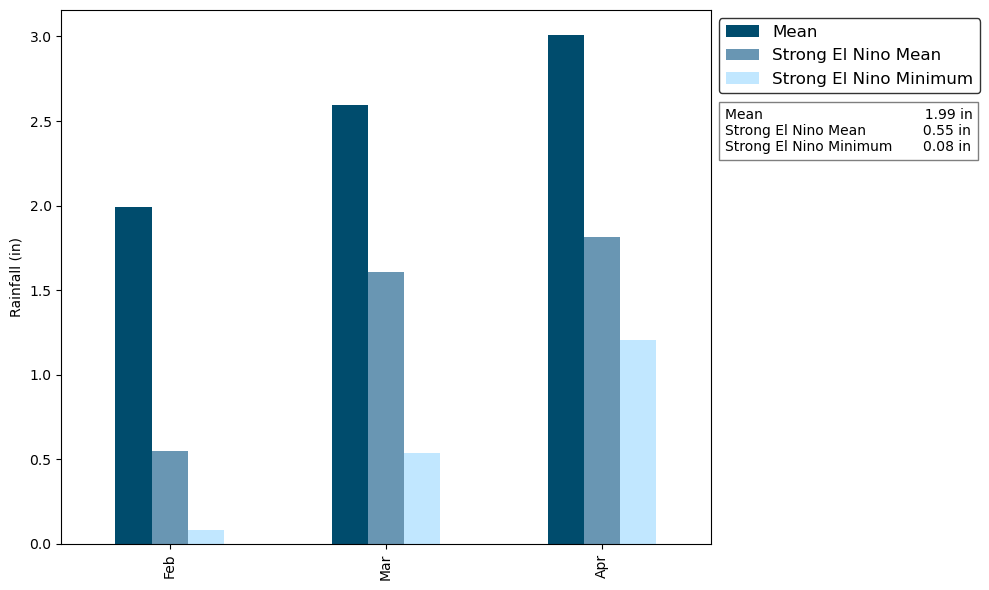 Mean
Strong El Nino Mean
Strong El Nino Minimum
Mean 1.99 in
Strong El Nino Mean 0.55 in
Strong El Nino Minimum 0.08 in
Rainfall (in)
3.0
2.5
2.0
1.5
1.0
0.5
0.0
Feb
Mar
Apr